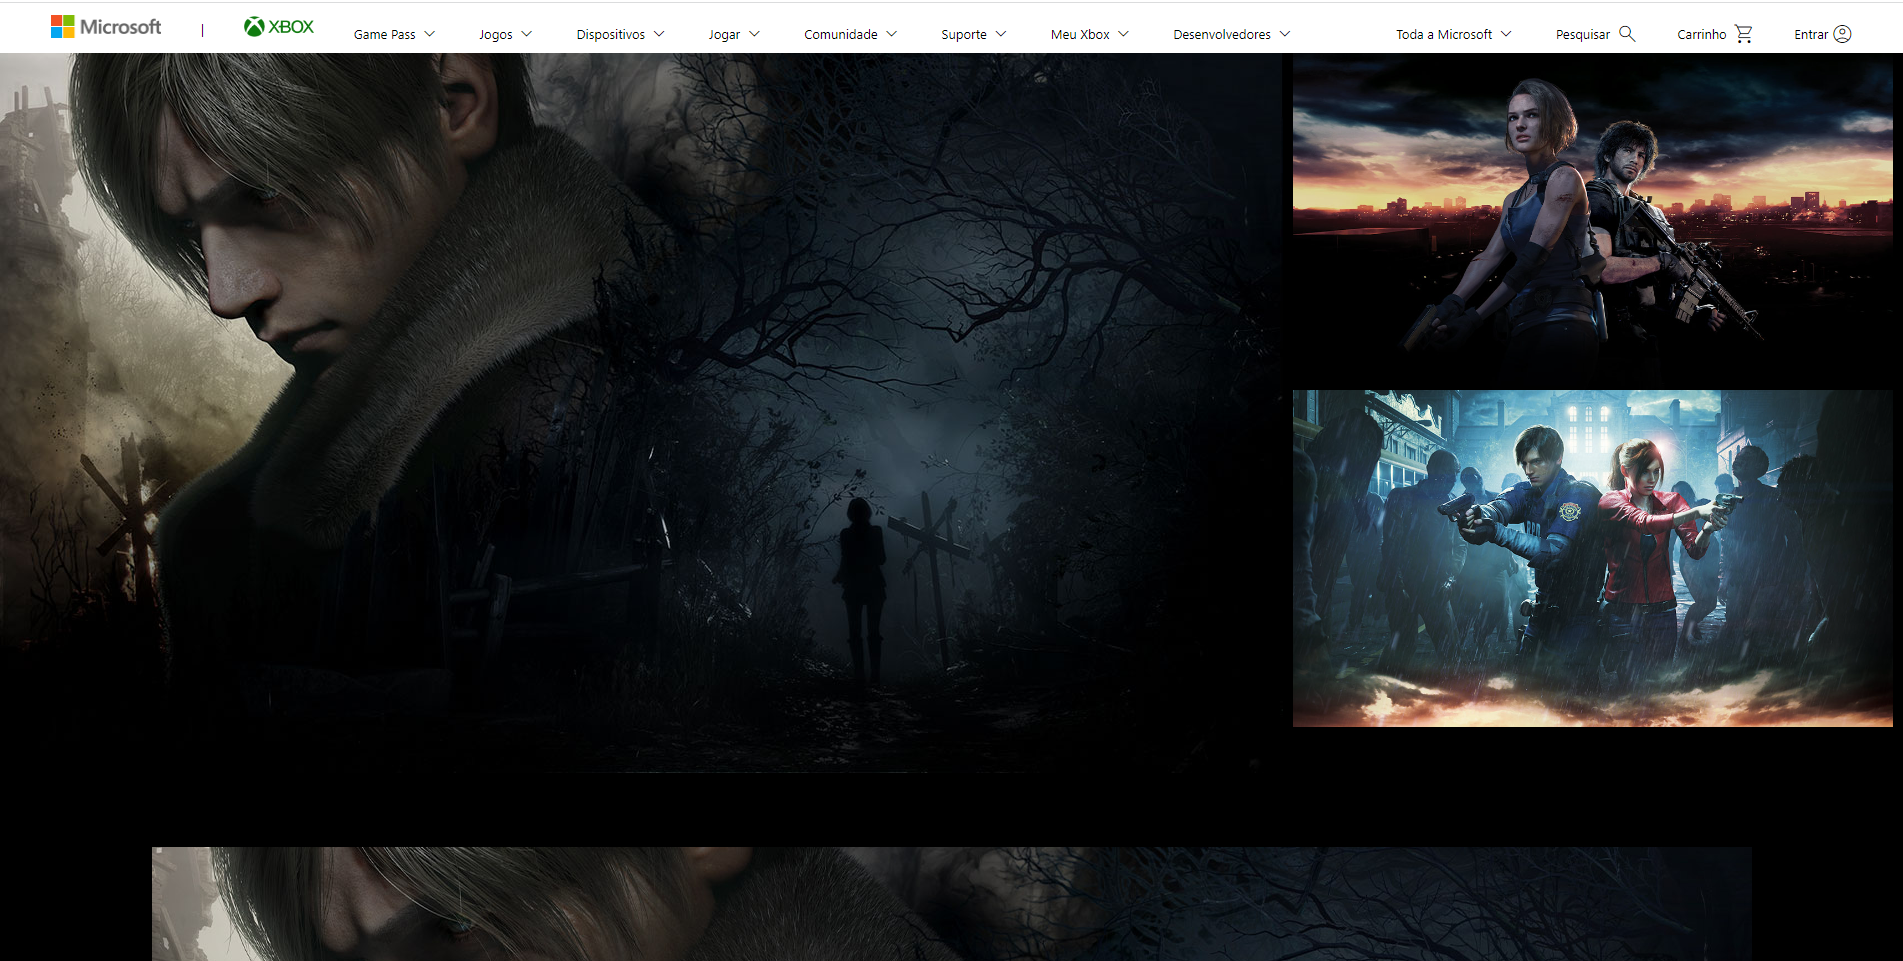 Microsoft
XBOX
Game Pass
Jogos
Dispositivos
Jogar
Comunidade
Suporte
Meu Xbox
Desenvolvedores
Toda a Microsoft
Pesquisar
Carrinho
Entrar